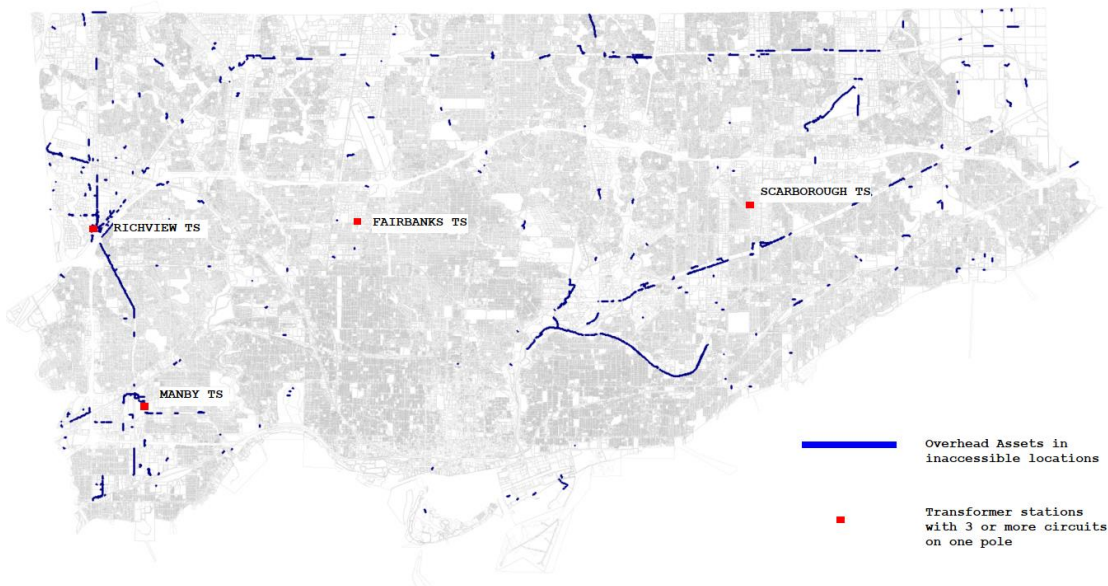 SCARBOROUGH TS
FAIRBANKS TS
RICHVIEW TS
MANBY TS
Overhead Assets in
inaccessible locations
Transformer stations
with 3 or more circuits
on one pole